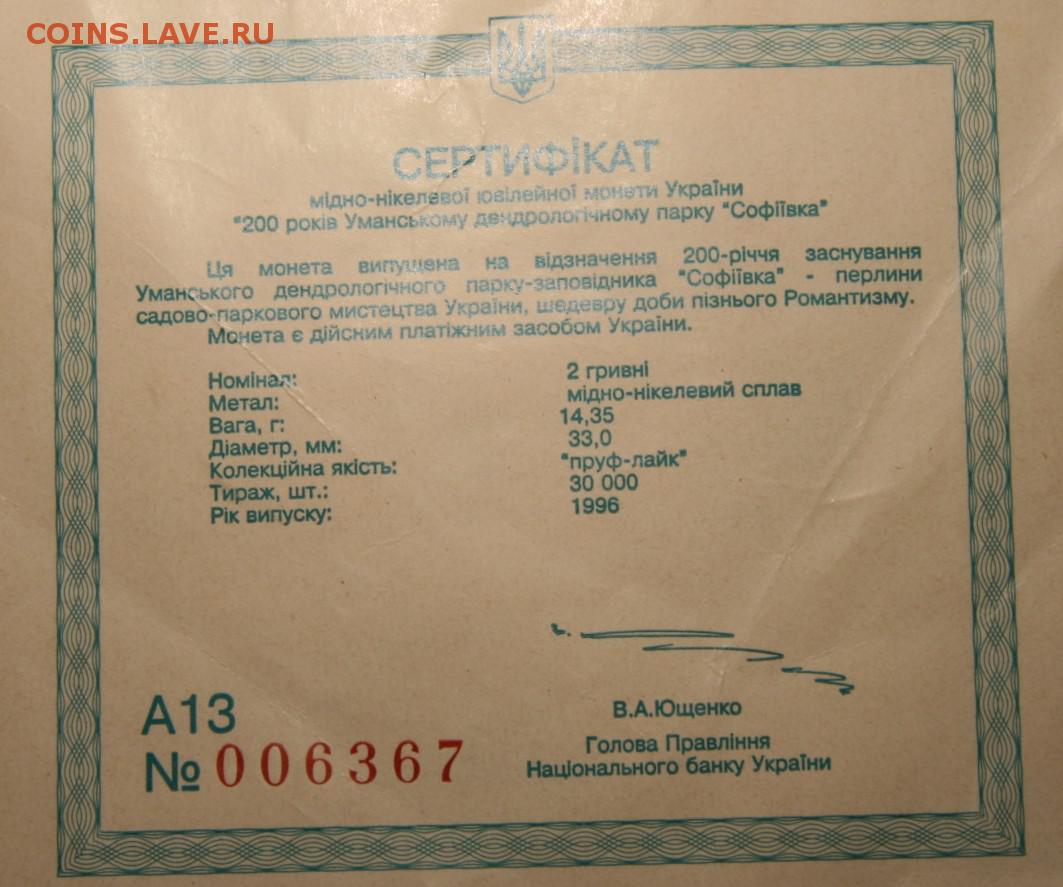 COINS.LAVE.RU
СЕРТИФІКАТ
мідно-нікелевої ювілейної монети України
"200 років Уманському дендрологічному парку "Софіївка"
Ця монета випущена на відзначення 200-річчя заснування
Уманського дендрологічного парку-заповідника "Софіївка" - перлини
садово-паркового мистецтва України, шедевру доби пізнього Романтизму.
Монета є дійсним платіжним засобом України.
Номінал: 2 гривні
Метал: мідно-нікелевий сплав
Вага, г: 14,35
Діаметр, мм: 33,0
Колекційна якість: "пруф-лайк"
Тираж, шт.: 30 000
Рік випуску: 1996
В.А.Ющенко
Голова Правління
Національного банку України
А13
№ 006367